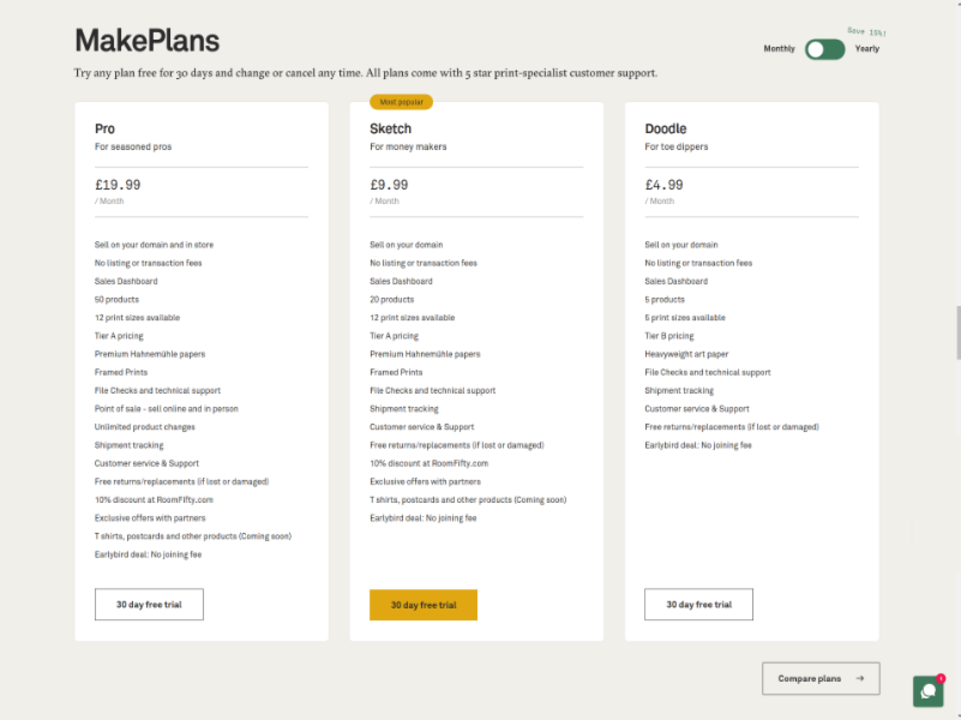 MakePlans
Save 15%!
Monthly
Yearly
Try any plan free for 30 days and change or cancel any time. All plans come with 5 star print-specialist customer support.
Pro
For seasoned pros
£19.99
/ Month
Sell on your domain and in store
No listing or transaction fees
Sales Dashboard
50 products
12 print sizes available
Tier A pricing
Premium Hahnemühle papers
Framed Prints
File Checks and technical support
Point of sale - sell online and in person
Unlimited product changes
Shipment tracking
Customer service & Support
Free returns/replacements (if lost or damaged)
10% discount at RoomFifty.com
Exclusive offers with partners
T shirts, postcards and other products (Coming soon)
Earlybird deal: No joining fee
30 day free trial
Most popular
Sketch
For money makers
£9.99
/ Month
Sell on your domain
No listing or transaction fees
Sales Dashboard
20 products
12 print sizes available
Tier A pricing
Premium Hahnemühle papers
Framed Prints
File Checks and technical support
Shipment tracking
Customer service & Support
Free returns/replacements (if lost or damaged)
10% discount at RoomFifty.com
Exclusive offers with partners
T shirts, postcards and other products (Coming soon)
Earlybird deal: No joining fee
30 day free trial
Doodle
For toe dippers
£4.99
/ Month
Sell on your domain
No listing or transaction fees
Sales Dashboard
5 products
5 print sizes available
Tier B pricing
Heavyweight art paper
File Checks and technical support
Shipment tracking
Customer service & Support
Free returns/replacements (if lost or damaged)
Earlybird deal: No joining fee
30 day free trial
Compare plans →
1